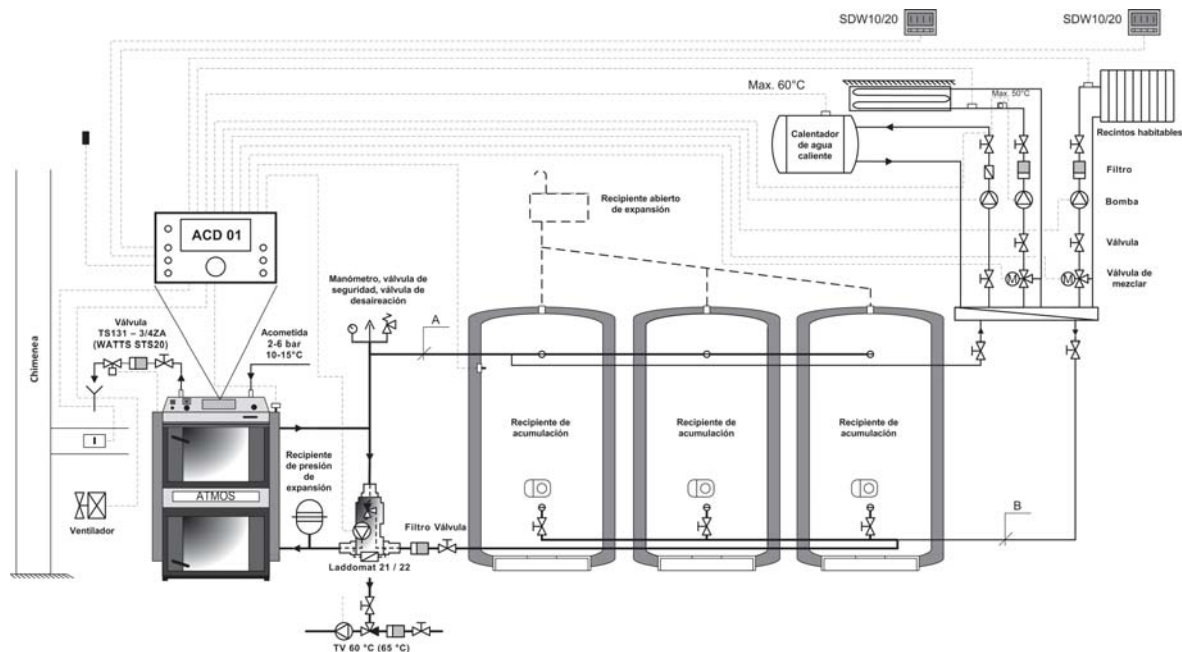 SDW10/20
SDW10/20
Max. 60°C
Max. 50°C
Calentador
de agua
caliente
Recintos habitables
Filtro
Bomba
Válvula
Válvula de
mezclar
M
M
Recipiente abierto
de expansión
ACD 01
Manómetro, válvula de
seguridad, válvula de
desaireación
A
Válvula
TS131 – 3/4ZA
(WATTS STS20)
Acometida
2-6 bar
10-15°C
Chimenea
Recipiente de
acumulación
Recipiente de
acumulación
Recipiente de
acumulación
Recipiente
de presión
de
expansión
ATMOS
Ventilador
Filtro Válvula
B
Laddomat 21 / 22
TV 60 °C (65 °C)